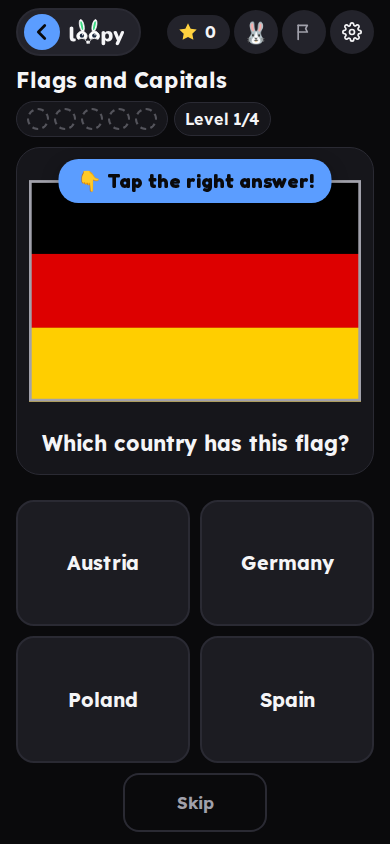 loopy
0
Flags and Capitals
Level 1/4
👇 Tap the right answer!
Which country has this flag?
Austria
Germany
Poland
Spain
Skip